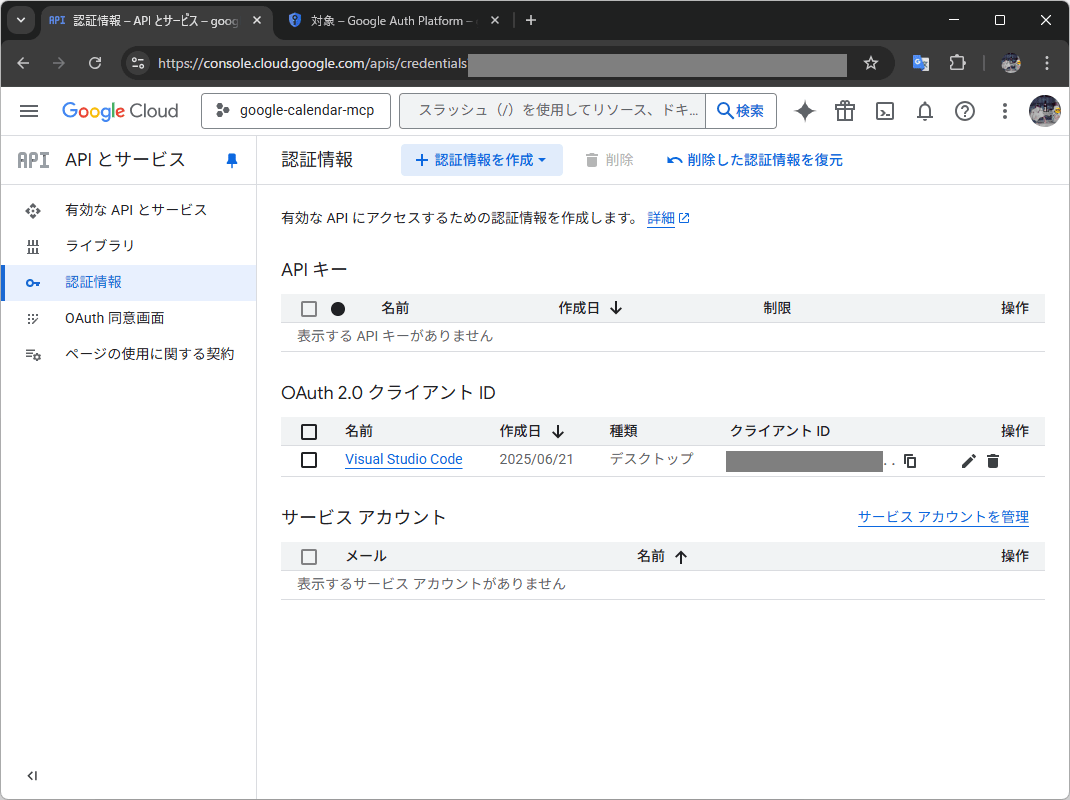 API 認証情報 – API とサービス – goog
対象 – Google Auth Platform –
https://console.cloud.google.com/apis/credentials
Google Cloud
google-calendar-mcp
スラッシュ（/）を使用してリソース、ドキ...
検索
API API とサービス
認証情報
認証情報を作成
削除
削除した認証情報を復元
有効な API とサービス
ライブラリ
認証情報
OAuth 同意画面
ページの使用に関する契約
有効な API にアクセスするための認証情報を作成します。 詳細
API キー
名前 作成日 制限 操作
表示する API キーがありません
OAuth 2.0 クライアント ID
名前 作成日 種類 クライアント ID 操作
Visual Studio Code 2025/06/21 デスクトップ ..
サービス アカウント
サービス アカウントを管理
メール 名前 操作
表示するサービス アカウントがありません